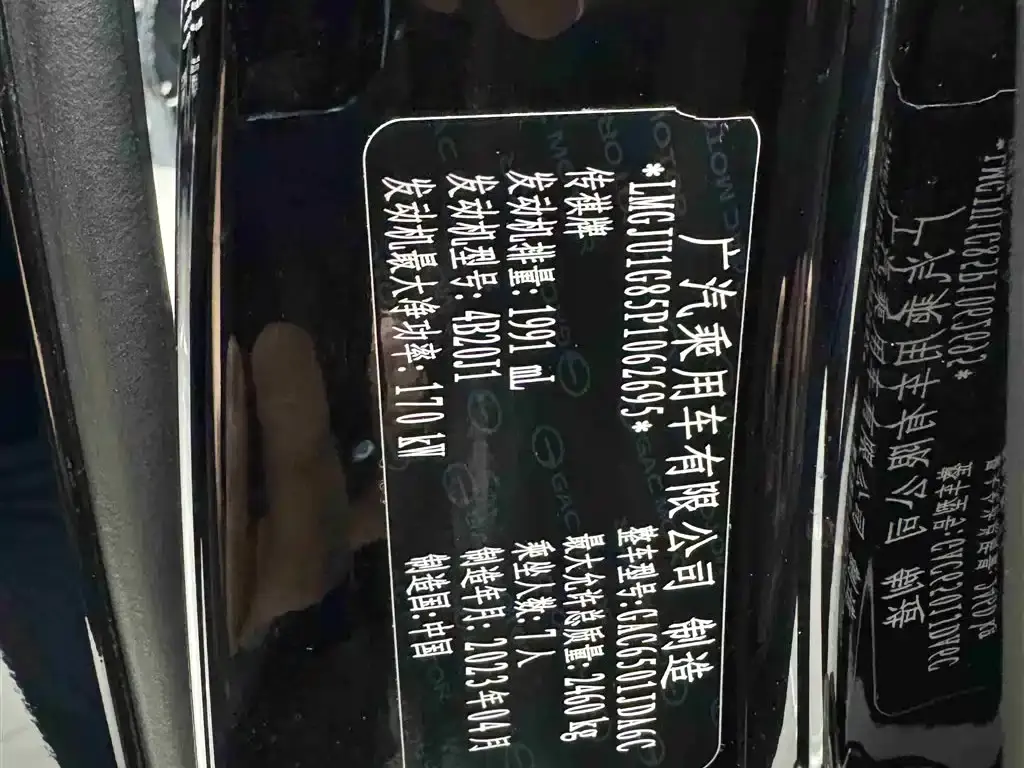 广汽乘用车有限公司 制造
*LMGJU1G85P1062695* 整车型号:GAC6501JDA6C
传祺牌 最大允许总质量:2460 kg
发动机排量:1991 mL 乘坐人数:7人
发动机型号:4B20J1 制造年月:2023年04月
发动机最大净功率:170 kW 制造国:中国
GAC